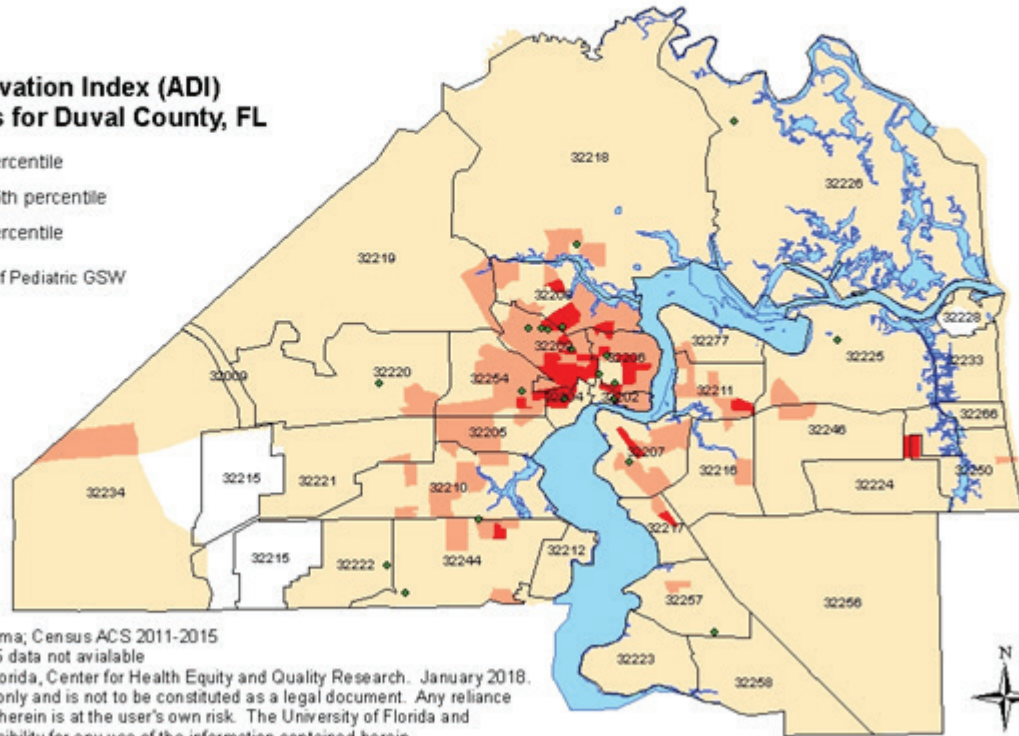 vation Index (ADI)
s for Duval County, FL
ercentile
th percentile
ercentile
f Pediatric GSW
32218
32226
32219
32208
32228
32277
32225
32233
32009
32220
32206
32254
32211
32202
32266
32205
32246
32207
32234
32215
32221
32210
32216
32224
32250
32217
32215
32222
32244
32212
32257
32256
32223
32258
ma; Census ACS 2011-2015
5 data not avialable
orida, Center for Health Equity and Quality Research. January 2018.
only and is not to be constituted as a legal document. Any reliance
herein is at the user's own risk. The University of Florida and
N